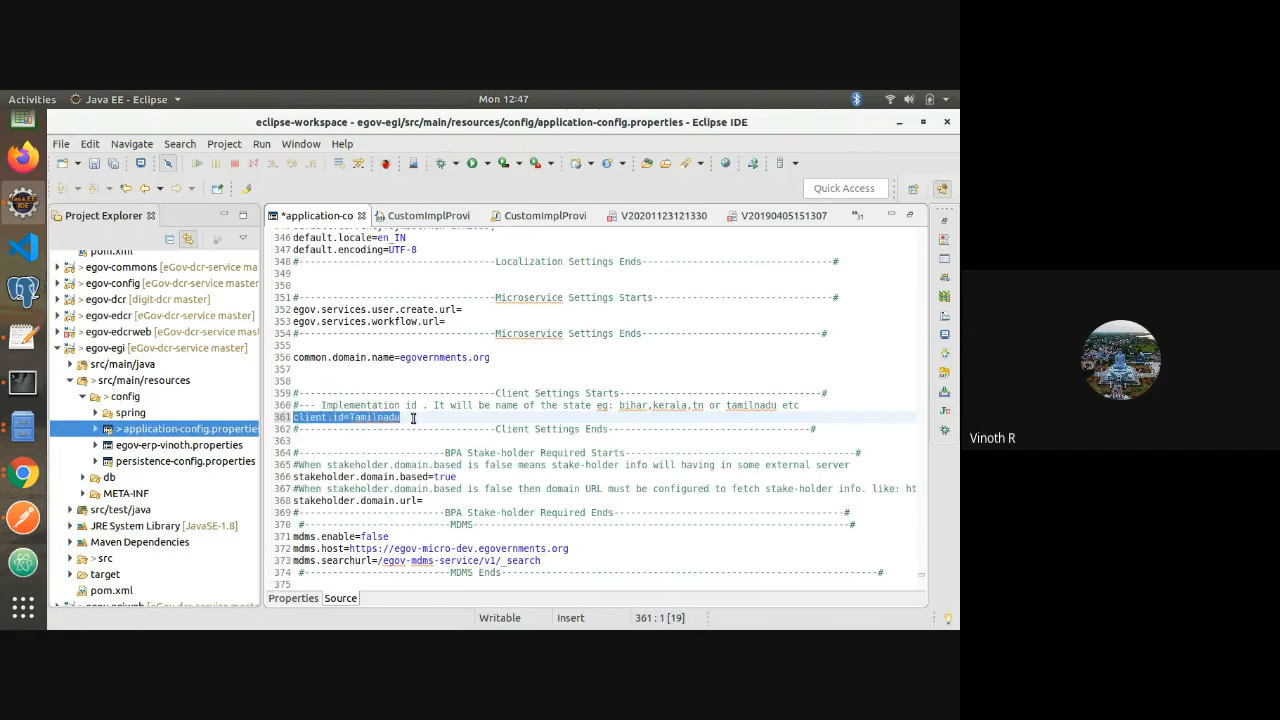 Activities
Java EE - Eclipse
Mon 12:47
eclipse-workspace - egov-egi/src/main/resources/config/application-config.properties - Eclipse IDE
File Edit Navigate Search Project Run Window Help
Quick Access
Project Explorer
*application-co
CustomImplProvi
CustomImplProvi
V20201123121330
V20190405151307
31
pom.xml
egov-commons [eGov-dcr-service ma
egov-config [eGov-dcr-service master
egov-dcr [digit-dcr master]
egov-edcr [eGov-dcr-service master]
egov-edcrweb [eGov-dcr-service mast
egov-egi [eGov-dcr-service master]
src/main/java
> src/main/resources
> config
spring
> application-config.properties
egov-erp-vinoth.properties
persistence-config.properties
db
META-INF
src/test/java
JRE System Library [JavaSE-1.8]
Maven Dependencies
> src
target
pom.xml
346 default.locale=en_IN
347 default.encoding=UTF-8
348 #---------------------------------Localization Settings Ends-------------------------------#
349
350
351 #---------------------------------Microservice Settings Starts------------------------------#
352 egov.services.user.create.url=
353 egov.services.workflow.url=
354 #---------------------------------Microservice Settings Ends------------------------------#
355
356 common.domain.name=egovernments.org
357
358
359 #---------------------------------Client Settings Starts-----------------------------------#
360 #--- Implementation id . It will be name of the state eg: bihar,kerala,tn or tamilnadu etc
361 client.id=Tamilnadu
362 #---------------------------------Client Settings Ends-----------------------------------#
363
364 #-------------------------BPA Stake-holder Required Starts-----------------------------------#
365 #When stakeholder.domain.based is false means stake-holder info will having in some external server
366 stakeholder.domain.based=true
367 #When stakeholder.domain.based is false then domain URL must be configured to fetch stake-holder info. like: ht
368 stakeholder.domain.url=
369 #-------------------------BPA Stake-holder Required Ends-----------------------------------#
370 #------------------------MDMS---------------------------------------------------------------#
371 mdms.enable=false
372 mdms.host=https://egov-micro-dev.egovernments.org
373 mdms.searchurl=/egov-mdms-service/v1/_search
374 #------------------------MDMS Ends-------------------------------------------------------------#
375
Properties Source
Writable
Insert
361 : 1 [19]
Vinoth R